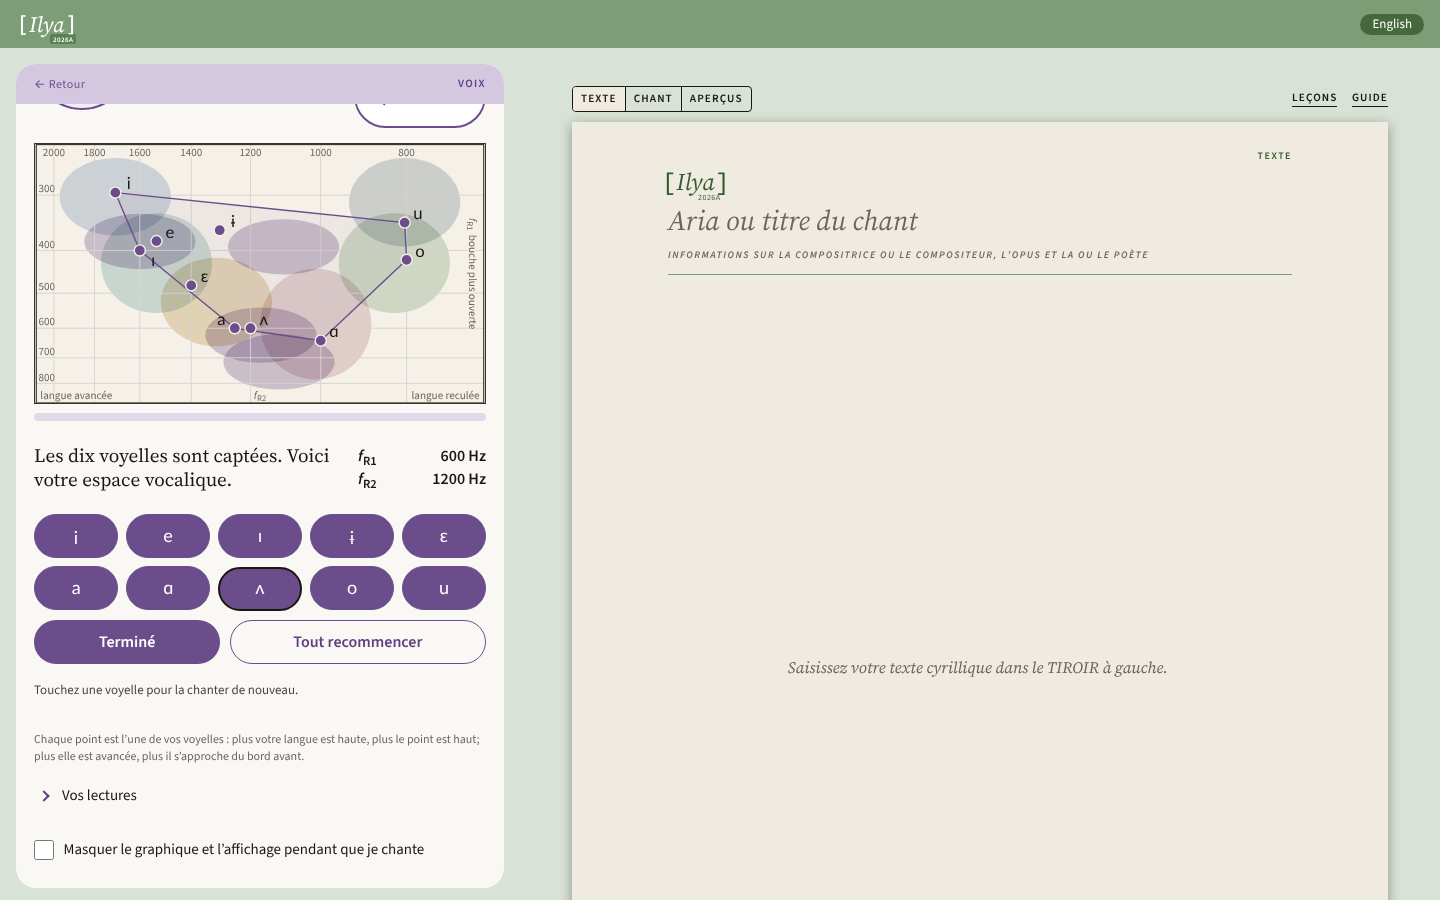 [Ilya]
2026A
English
← Retour
VOIX
2000 1800 1600 1400 1200 1000 800
300
400
500
600
700
800
i
e
ɪ
ɨ
ɛ
a
ʌ
ɑ
o
u
fR1 bouche plus ouverte
langue avancée
fR2
langue reculée
Les dix voyelles sont captées. Voici
votre espace vocalique.
fR1 600 Hz
fR2 1200 Hz
i e ɪ ɨ ɛ
a ɑ ʌ o u
Terminé
Tout recommencer
Touchez une voyelle pour la chanter de nouveau.
Chaque point est l’une de vos voyelles : plus votre langue est haute, plus le point est haut;
plus elle est avancée, plus il s’approche du bord avant.
Vos lectures
Masquer le graphique et l’affichage pendant que je chante
TEXTE CHANT APERÇUS
LEÇONS GUIDE
TEXTE
[Ilya]
2026A
Aria ou titre du chant
INFORMATIONS SUR LA COMPOSITRICE OU LE COMPOSITEUR, L’OPUS ET LA OU LE POÈTE
Saisissez votre texte cyrillique dans le TIROIR à gauche.